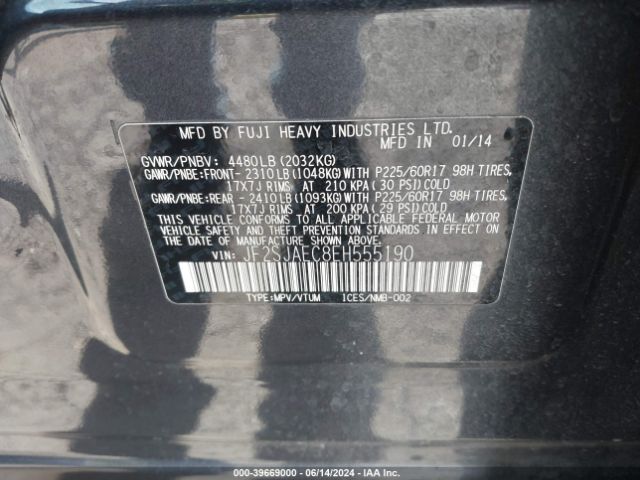 MFD BY FUJI HEAVY INDUSTRIES LTD.
MFD IN 01/14
GVWR/PNBV: 4480LB (2032KG)
GAWR/PNBE:FRONT- 2310LB (1048KG) WITH P225/60R17 98H TIRES,
17X7J RIMS AT 210 KPA (30 PSI) COLD
GAWR/PNBE:REAR - 2410LB (1093KG) WITH P225/60R17 98H TIRES,
17X7J RIMS AT 200 KPA (29 PSI) COLD
THIS VEHICLE CONFORMS TO ALL APPLICABLE FEDERAL MOTOR
VEHICLE SAFETY, BUMPER, AND THEFT PREVENTION
STANDARDS IN EFFECT ON THE DATE OF MANUFACTURE SHOWN ABOVE.
VIN: JF2SJAEC8EH555190
TYPE:MPV/VTUM ICES/NMB-002
000-39669000 - 06/14/2024 - IAA Inc.